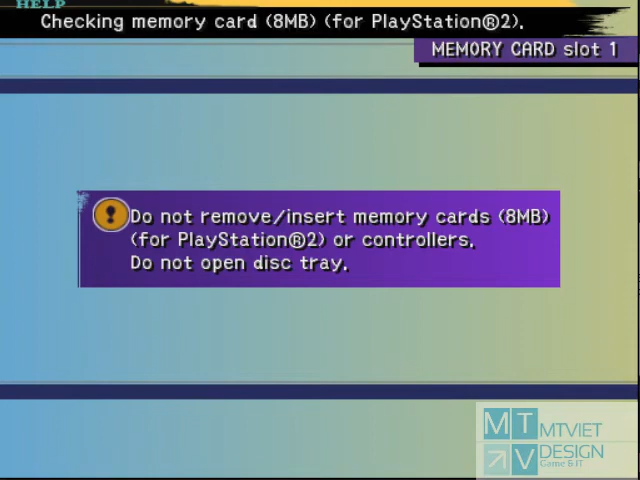 HELP
Checking memory card (8MB) (for PlayStation®2).
MEMORY CARD slot 1
Do not remove/insert memory cards (8MB)
(for PlayStation®2) or controllers.
Do not open disc tray.
MT
V
MTVIET
DESIGN
Game & IT